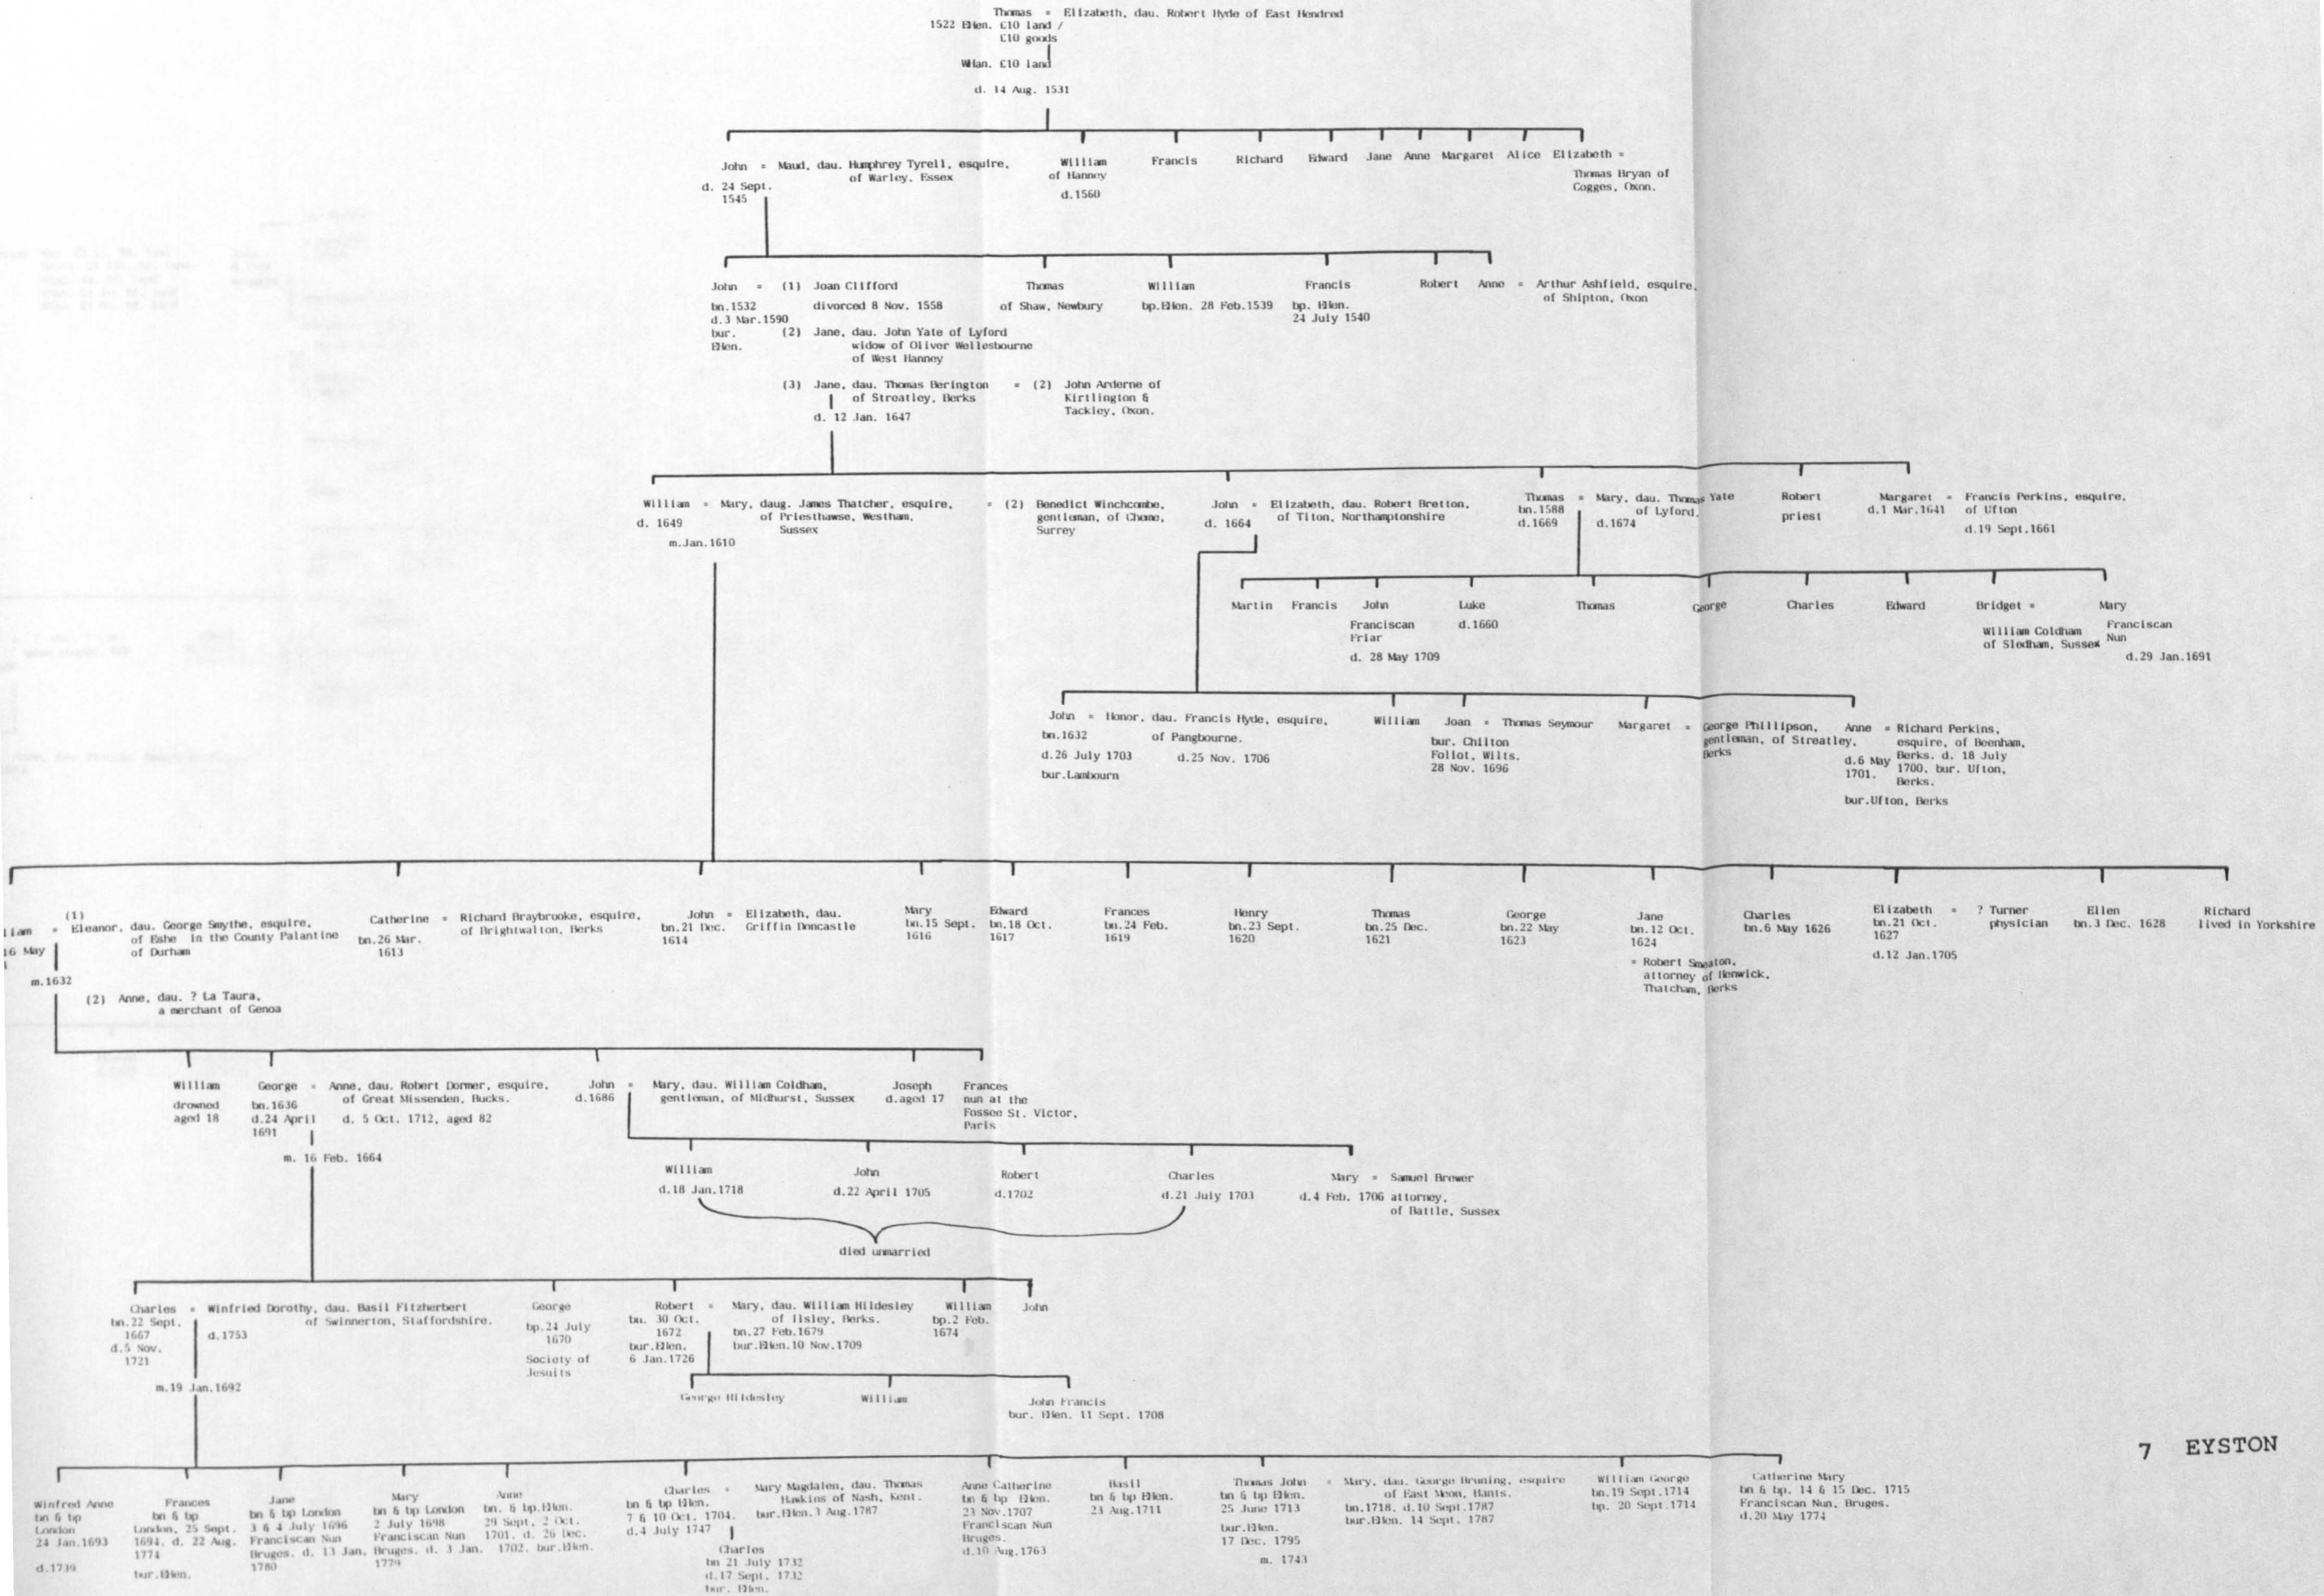 Thomas = Elizabeth, dau. Robert Hyde of East Hendred
1522 EHen. £10 land /
£10 goods
WHan. £10 land
d. 14 Aug. 1531
John = Maud, dau. Humphrey Tyrell, esquire,
of Warley, Essex
d. 24 Sept.
1545
William
of Hanney
d.1560
Francis
Richard
Edward
Jane
Anne
Margaret
Alice
Elizabeth =
Thomas Bryan of
Cogges, Oxon.
John = (1) Joan Clifford
bn.1532
d.3 Mar.1590
bur.
EHen.
divorced 8 Nov. 1558
(2) Jane, dau. John Yate of Lyford
widow of Oliver Wellesbourne
of West Hanney
(3) Jane, dau. Thomas Berington = (2) John Arderne of
of Streatley, Berks
Kirtlington &
Tackley, Oxon.
d. 12 Jan. 1647
Thomas
of Shaw, Newbury
William
bp.EHen. 28 Feb.1539
Francis
bp. EHen.
24 July 1540
Robert
Anne = Arthur Ashfield, esquire,
of Shipton, Oxon
William = Mary, daug. James Thatcher, esquire,
d. 1649
of Priesthawse, Westham,
Sussex
m.Jan.1610
= (2) Benedict Winchcombe,
gentleman, of Chome,
Surrey
John = Elizabeth, dau. Robert Bretton,
d. 1664
of Titon, Northamptonshire
Thomas = Mary, dau. Thomas Yate
bn.1588
of Lyford.
d.1669
d.1674
Robert
priest
Margaret = Francis Perkins, esquire,
d.1 Mar.1641
of Ufton
d.19 Sept.1661
Martin
Francis
John
Franciscan
Friar
d. 28 May 1709
Luke
d.1660
Thomas
George
Charles
Edward
Bridget =
William Coldham
of Sledham, Sussex
Mary
Franciscan
Nun
d.29 Jan.1691
John = Honor, dau. Francis Hyde, esquire,
bn.1632
of Pangbourne.
d.26 July 1703
d.25 Nov. 1706
bur.Lambourn
William
Joan = Thomas Seymour
bur. Chilton
Foliot, Wilts.
28 Nov. 1696
Margaret = George Phillipson,
gentleman, of Streatley,
Berks
Anne = Richard Perkins,
esquire, of Beenham,
d.6 May
1701.
Berks. d. 18 July
1700. bur. Ufton,
Berks.
bur.Ufton, Berks
liam = (1)
Eleanor, dau. George Smythe, esquire,
of Eshe in the County Palantine
of Durham
16 May
m.1632
(2) Anne, dau. ? La Taura,
a merchant of Genoa
Catherine = Richard Braybrooke, esquire,
bn.26 Mar.
1613
of Brightwalton, Berks
John = Elizabeth, dau.
bn.21 Dec.
1614
Griffin Doncastle
Mary
bn.15 Sept.
1616
Edward
bn.18 Oct.
1617
Frances
bn.24 Feb.
1619
Henry
bn.23 Sept.
1620
Thomas
bn.25 Dec.
1621
George
bn.22 May
1623
Jane
bn.12 Oct.
1624
= Robert Smeaton,
attorney of Henwick,
Thatcham, Berks
Charles
bn.6 May 1626
Elizabeth = ? Turner
bn.21 Oct.
1627
physician
d.12 Jan.1705
Ellen
bn.3 Dec. 1628
Richard
lived in Yorkshire
William
drowned
aged 18
George = Anne, dau. Robert Dormer, esquire,
bn.1636
of Great Missenden, Bucks.
d.24 April
1691
d. 5 Oct. 1712, aged 82
m. 16 Feb. 1664
John = Mary, dau. William Coldham,
d.1686
gentleman, of Midhurst, Sussex
Joseph
d.aged 17
Frances
nun at the
Fossee St. Victor,
Paris
William
d.18 Jan.1718
John
d.22 April 1705
Robert
d.1702
Charles
d.21 July 1703
Mary = Samuel Brewer
d.4 Feb. 1706 attorney,
of Battle, Sussex
died unmarried
Charles = Winfried Dorothy, dau. Basil Fitzherbert
bn.22 Sept.
1667
of Swinnerton, Staffordshire.
d.1753
d.5 Nov.
1721
m.19 Jan.1692
George
bp.24 July
1670
Society of
Jesuits
Robert = Mary, dau. William Hildesley
bn. 30 Oct.
1672
of Ilsley, Berks.
bn.27 Feb.1679
bur.EHen.
6 Jan.1726
bur.EHen.10 Nov.1709
William
bp.2 Feb.
1674
John
George Hildesley
William
John Francis
bur. EHen. 11 Sept. 1708
7 EYSTON
Winfred Anne
bn & bp
London
24 Jan.1693
d.1739
Frances
bn & bp
London, 25 Sept.
1694. d. 22 Aug.
1774
bur.EHen.
Jane
bn & bp London
3 & 4 July 1696
Franciscan Nun
Bruges. d. 13 Jan.
1780
Mary
bn & bp London
2 July 1698
Franciscan Nun
Bruges. d. 3 Jan.
1779
Anne
bn. & bp.EHen.
29 Sept. 2 Oct.
1701. d. 26 Dec.
1702. bur.EHen.
Charles = Mary Magdalen, dau. Thomas
bn & bp EHen.
7 & 10 Oct. 1704.
d.4 July 1747
Hawkins of Nash, Kent.
bur.EHen.3 Aug.1787
Charles
bn 21 July 1732
d.17 Sept. 1732
bur. EHen.
Anne Catherine
bn & bp EHen.
23 Nov.1707
Franciscan Nun
Bruges.
d.10 Aug.1763
Basil
bn & bp EHen.
23 Aug.1711
Thomas John = Mary, dau. George Bruning, esquire
bn & bp EHen.
25 June 1713
of East Meon, Hants.
bn.1718. d.10 Sept.1787
bur.EHen.
17 Dec. 1795
bur.EHen. 14 Sept. 1787
m. 1743
William George
bn.19 Sept.1714
bp. 20 Sept.1714
Catherine Mary
bn & bp. 14 & 15 Dec. 1715
Franciscan Nun, Bruges.
d.20 May 1774